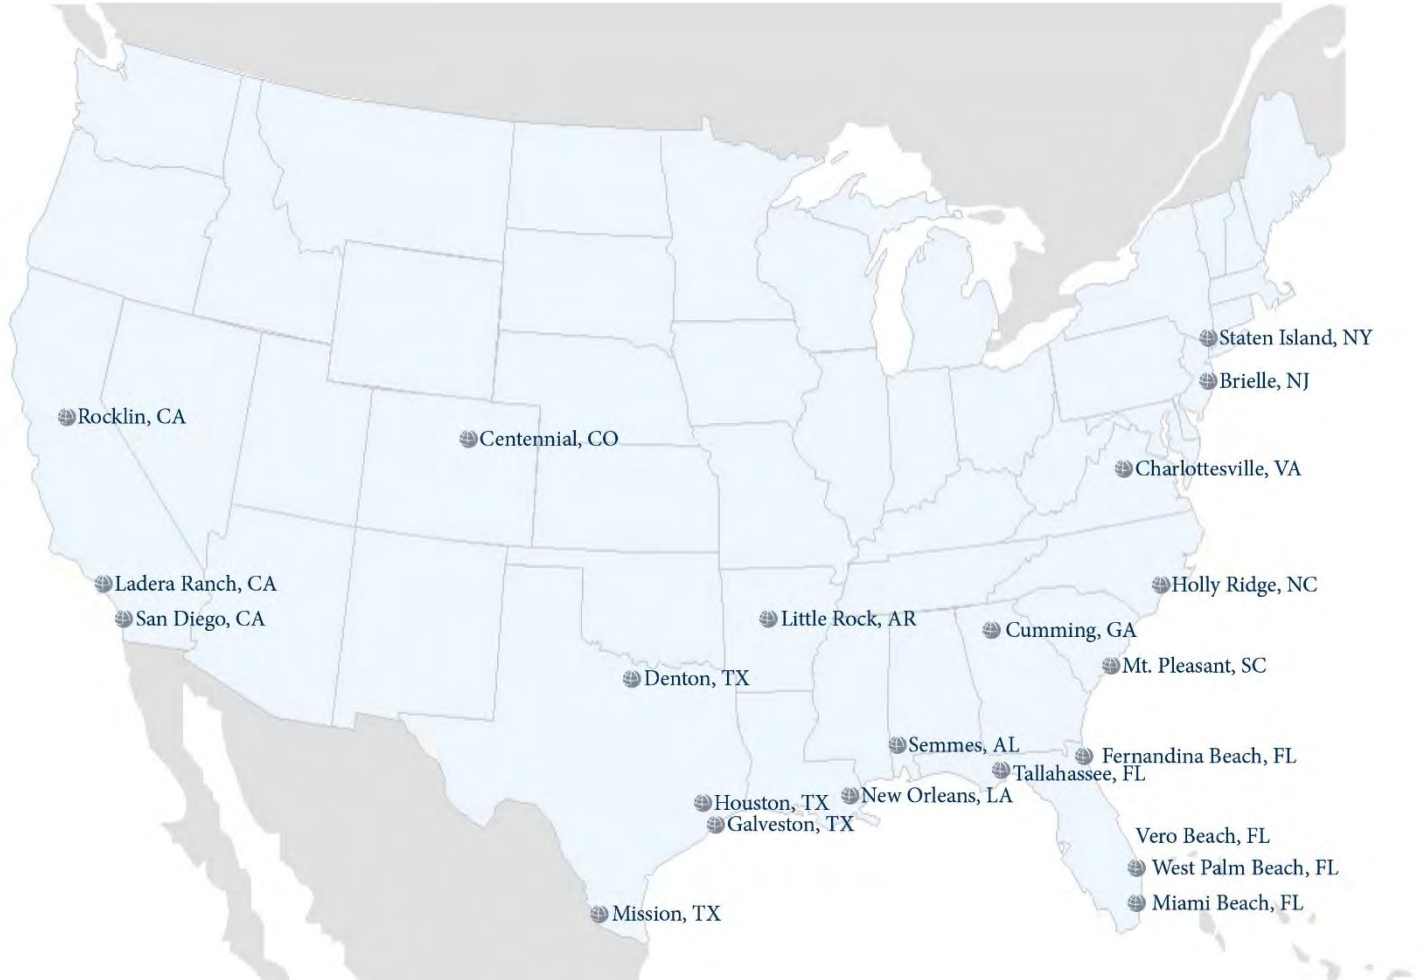 Staten Island, NY
Brielle, NJ
Rocklin, CA
Centennial, CO
Charlottesville, VA
Ladera Ranch, CA
Holly Ridge, NC
San Diego, CA
Little Rock, AR
Cumming, GA
Mt. Pleasant, SC
Denton, TX
Semmes, AL
Fernandina Beach, FL
Tallahassee, FL
New Orleans, LA
Houston, TX
Galveston, TX
Vero Beach, FL
West Palm Beach, FL
Miami Beach, FL
Mission, TX